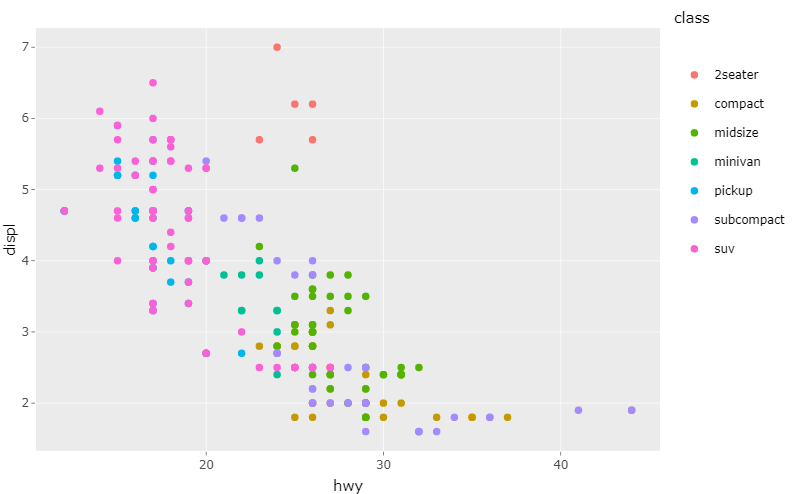 class
2seater
compact
midsize
minivan
pickup
subcompact
suv
displ
7
6
5
4
3
2
20
30
40
hwy